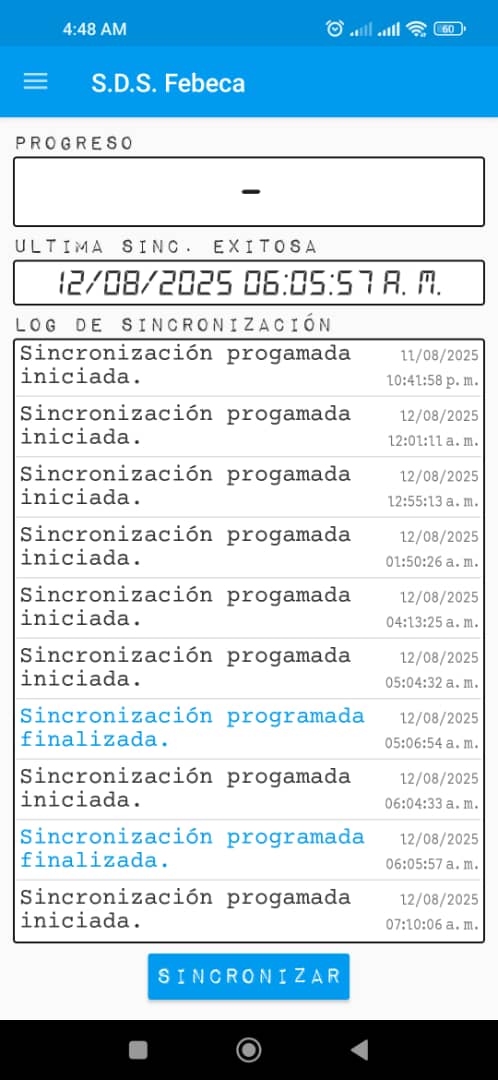 4:48 AM
60
S.D.S. Febeca
PROGRESO
-
ULTIMA SINC. EXITOSA
12/08/2025 06:05:57 A. M.
LOG DE SINCRONIZACIÓN
Sincronización progamada 11/08/2025
iniciada. 10:41:58 p. m.
Sincronización progamada 12/08/2025
iniciada. 12:01:11 a. m.
Sincronización progamada 12/08/2025
iniciada. 12:55:13 a. m.
Sincronización progamada 12/08/2025
iniciada. 01:50:26 a. m.
Sincronización progamada 12/08/2025
iniciada. 04:13:25 a. m.
Sincronización progamada 12/08/2025
iniciada. 05:04:32 a. m.
Sincronización programada 12/08/2025
finalizada. 05:06:54 a. m.
Sincronización progamada 12/08/2025
iniciada. 06:04:33 a. m.
Sincronización programada 12/08/2025
finalizada. 06:05:57 a. m.
Sincronización progamada 12/08/2025
iniciada. 07:10:06 a. m.
SINCRONIZAR